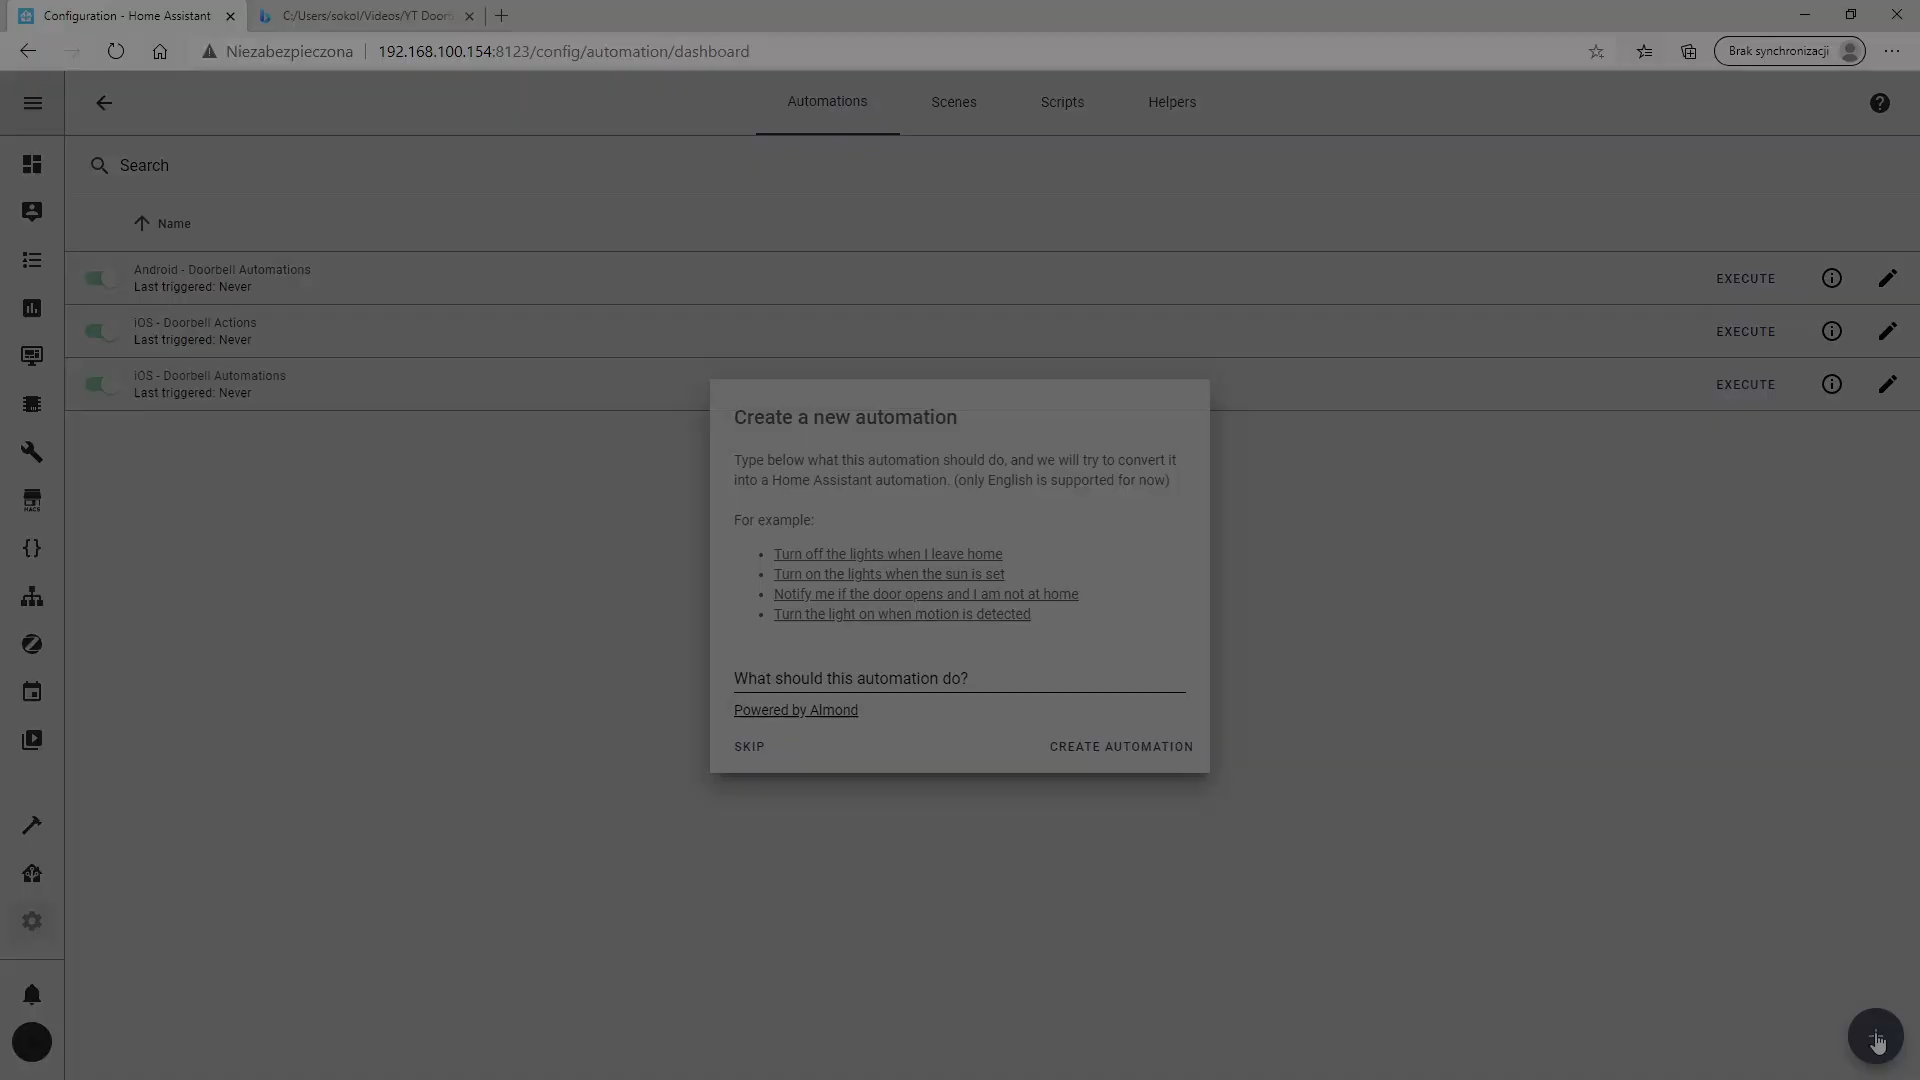 Configuration - Home Assistant
C:/Users/sokol/Videos/YT Doorb
Niezabezpieczona
192.168.100.154:8123/config/automation/dashboard
Brak synchronizacji
Automations
Scenes
Scripts
Helpers
Search
Name
Android - Doorbell Automations
Last triggered: Never
EXECUTE
iOS - Doorbell Actions
Last triggered: Never
EXECUTE
iOS - Doorbell Automations
Last triggered: Never
EXECUTE
HACS
Create a new automation
Type below what this automation should do, and we will try to convert it
into a Home Assistant automation. (only English is supported for now)
For example:
Turn off the lights when I leave home
Turn on the lights when the sun is set
Notify me if the door opens and I am not at home
Turn the light on when motion is detected
What should this automation do?
Powered by Almond
SKIP
CREATE AUTOMATION